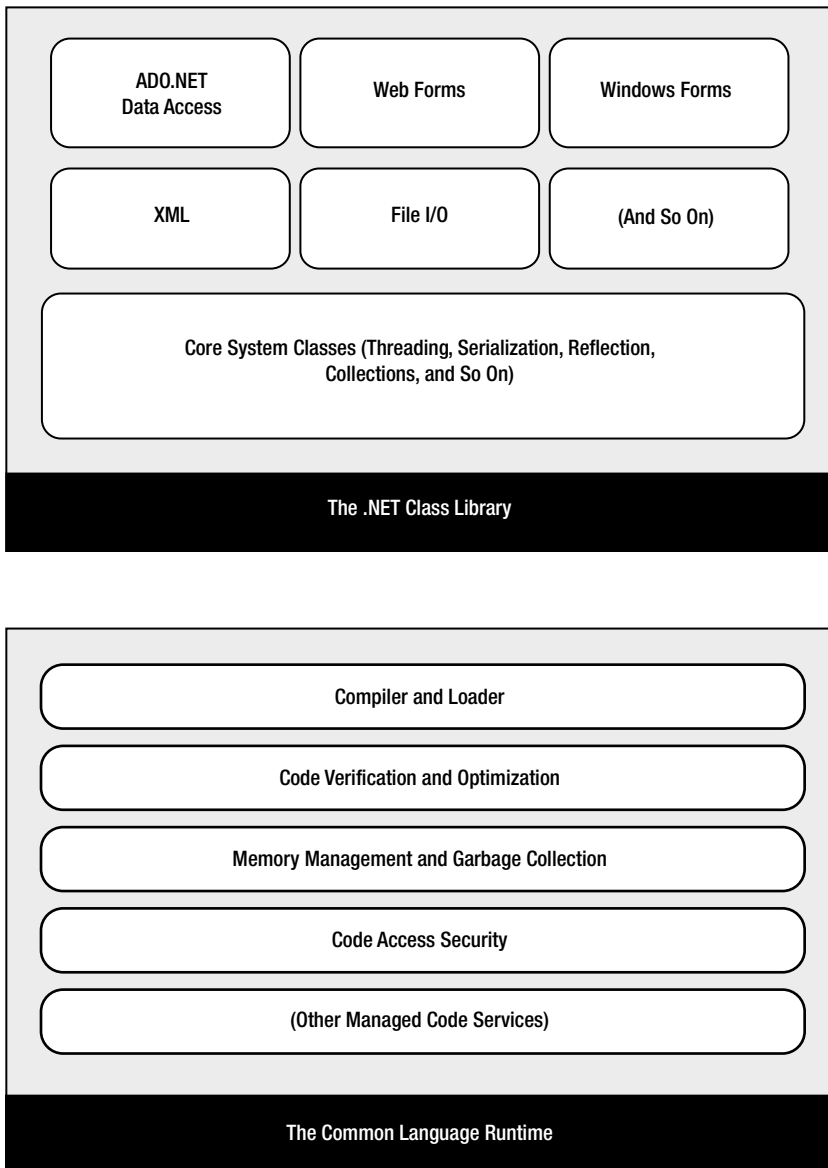 ADO.NET
Data Access
Web Forms
Windows Forms
XML
File I/O
(And So On)
Core System Classes (Threading, Serialization, Reflection,
Collections, and So On)
The .NET Class Library
Compiler and Loader
Code Verification and Optimization
Memory Management and Garbage Collection
Code Access Security
(Other Managed Code Services)
The Common Language Runtime